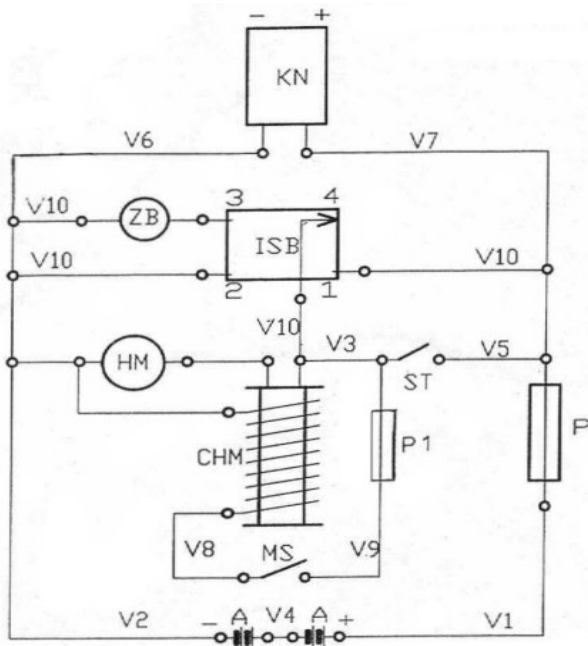 - +
KN
V6 V7
3 4
V10 ZB
ISB
V10 V10
2 1
V10
HM V3 V5
ST
P1 P
CHM
V8 MS V9
V2 - A V4 A + V1